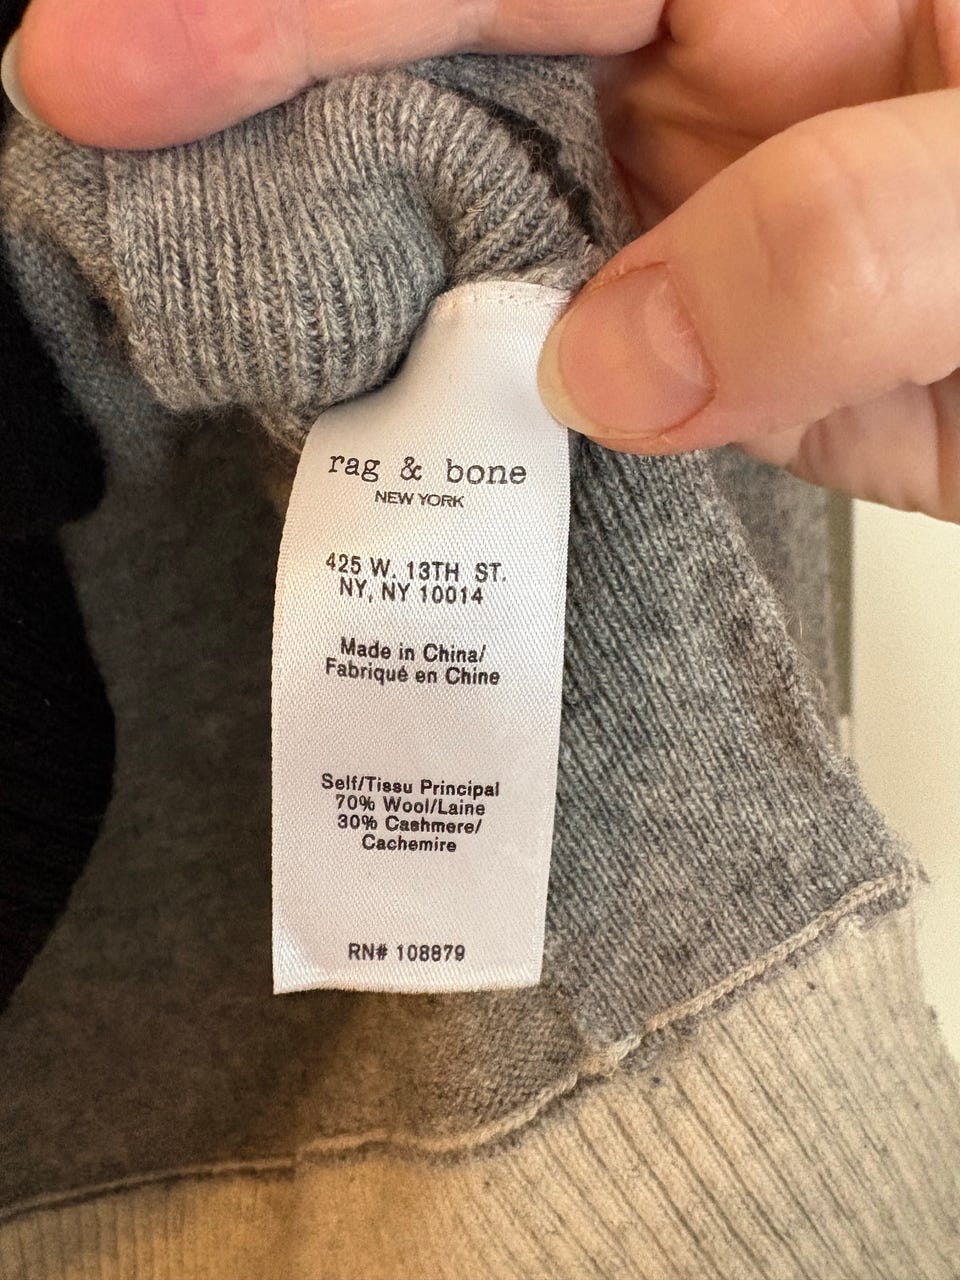 rag & bone
NEW YORK
425 W. 13TH ST.
NY, NY 10014
Made in China/
Fabriqué en Chine
Self/Tissu Principal
70% Wool/Laine
30% Cashmere/
Cachemire
RN# 108879